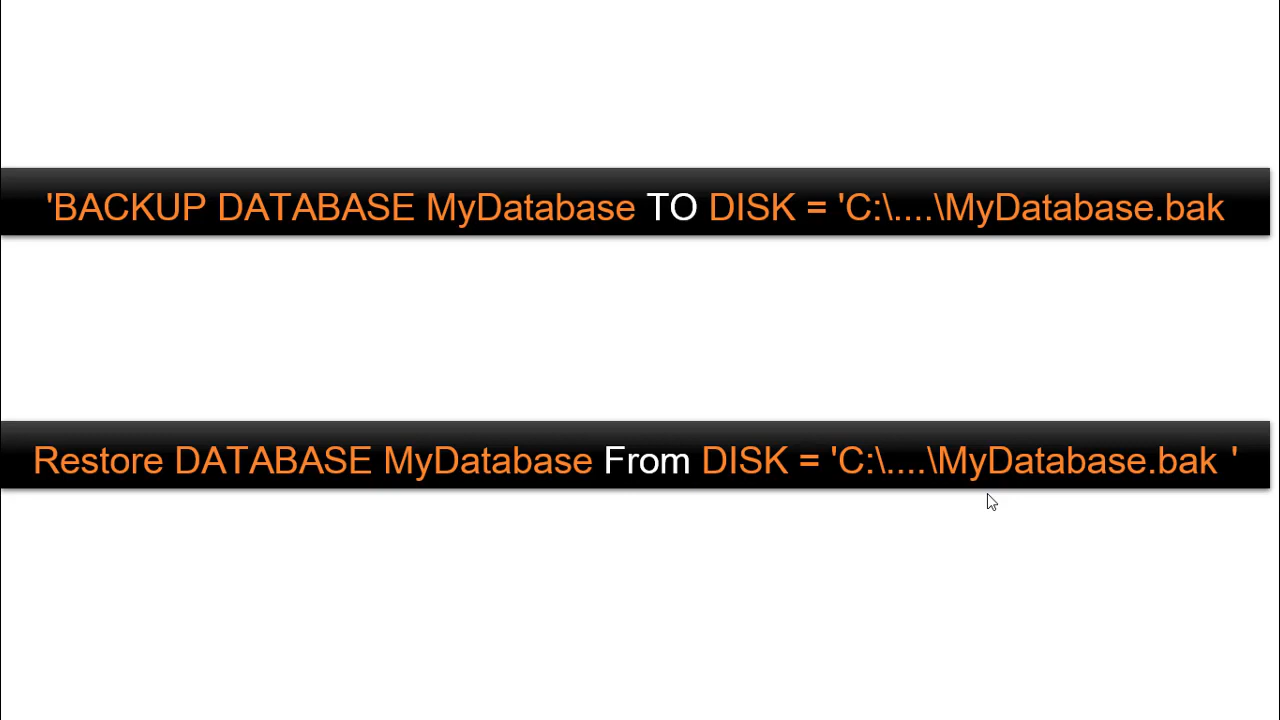 'BACKUP DATABASE MyDatabase TO DISK = 'C:\....\MyDatabase.bak
Restore DATABASE MyDatabase From DISK = 'C:\....\MyDatabase.bak '